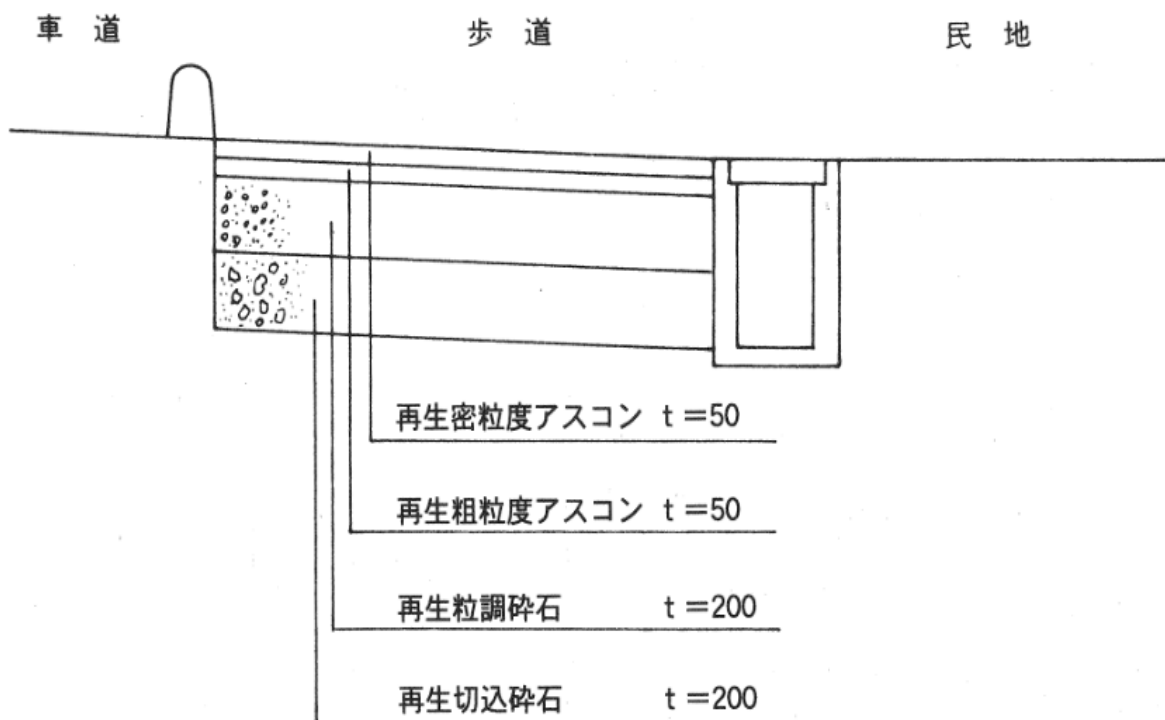 車 道 歩 道 民 地
再生密粒度アスコン t=50
再生粗粒度アスコン t=50
再生粒調砕石 t=200
再生切込砕石 t=200